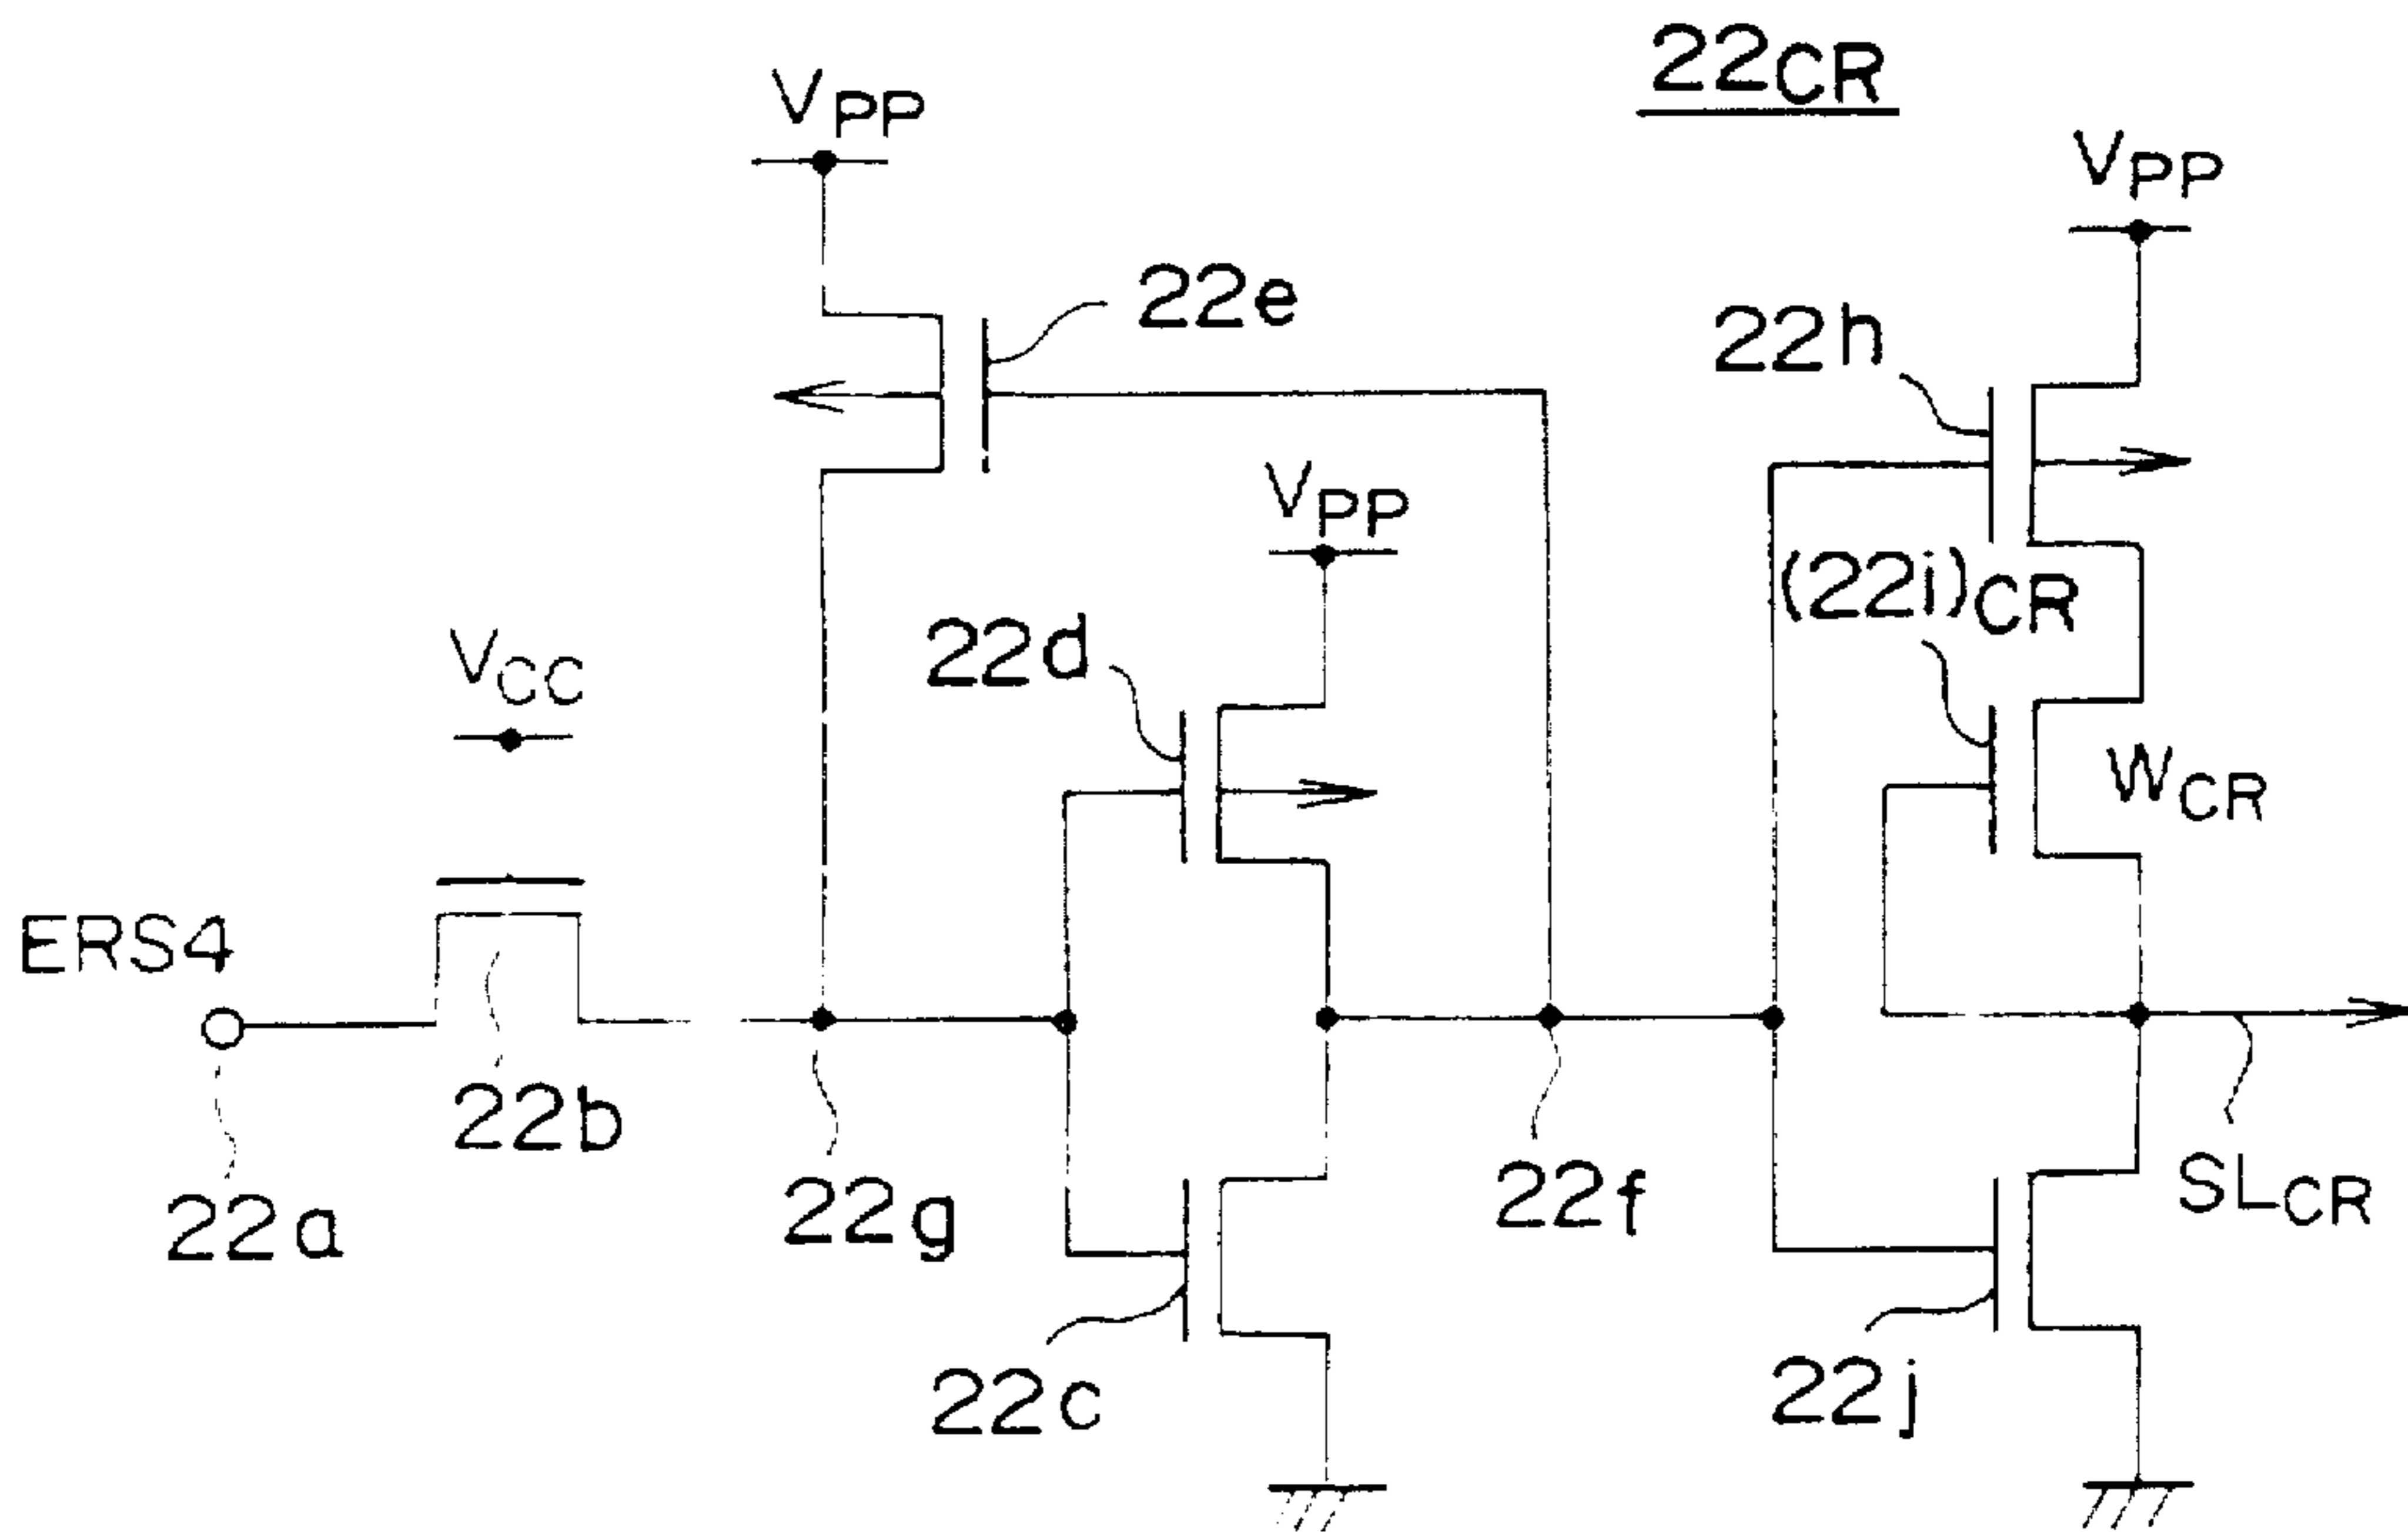 22CR
VPP
VPP
22e
22h
VPP
(22i)CR
22d
VCC
WCR
ERS4
22b
22a
22g
22f
SLCR
22c
22j